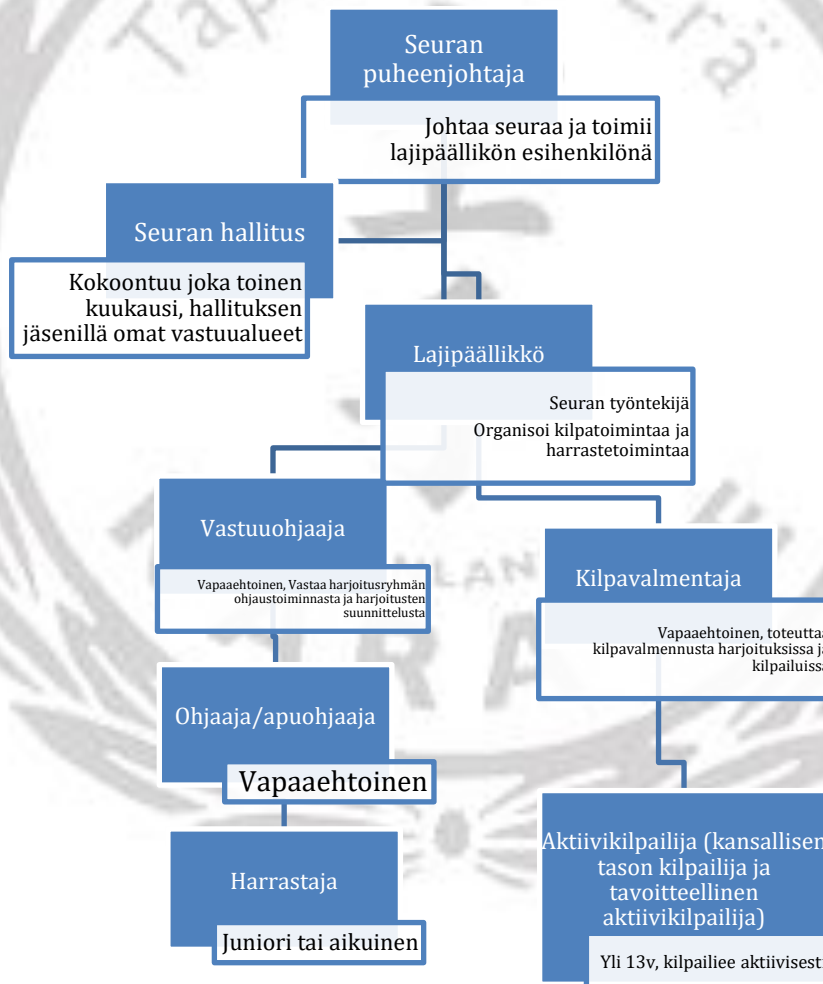 Seuran
puheenjohtaja
Johtaa seuraa ja toimii
lajipäällikön esihenkilönä
Seuran hallitus
Kokoontuu joka toinen
kuukausi, hallituksen
jäsenillä omat vastuualueet
Lajipäällikkö
Seuran työntekijä
Organisoi kilpatoimintaa ja
harrastetoimintaa
Vastuuohjaaja
Vapaaehtoinen, Vastaa harjoitusryhmän
ohjaustoiminnasta ja harjoitusten
suunnittelusta
Kilpavalmentaja
Vapaaehtoinen, toteuttaa
kilpavalmennusta harjoituksissa ja
kilpailuissa
Ohjaaja/apuohjaaja
Vapaaehtoinen
Harrastaja
Juniori tai aikuinen
Aktiivikilpailija (kansallisen
tason kilpailija ja
tavoitteellinen
aktiivikilpailija)
Yli 13v, kilpailiee aktiivisesti